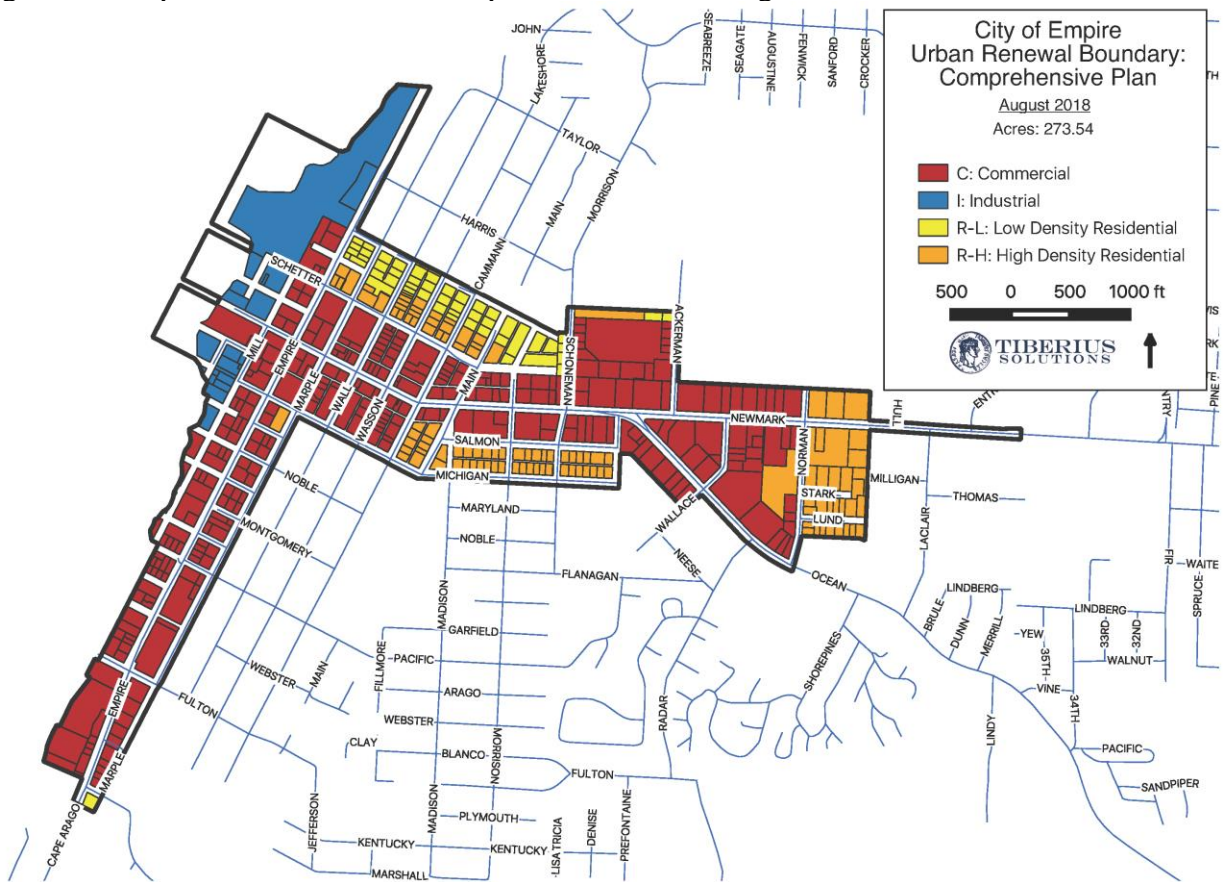 City of Empire
Urban Renewal Boundary:
Comprehensive Plan
August 2018
Acres: 273.54
C: Commercial
I: Industrial
R-L: Low Density Residential
R-H: High Density Residential
500 0 500 1000 ft
TIBERIUS
SOLUTIONS
JOHN
LAKESHORE
SEABREEZE
SEAGATE
AUGUSTINE
FENWICK
SANFORD
CROCKER
TAYLOR
MAIN
MORRISON
HARRIS
CAMMANN
SCHETTER
ACKERMAN
SCHONEMAN
MILL
EMPIRE
MARPLE
WALL
WASSON
MAIN
NEWMARK
HULL
SALMON
NORMAN
MICHIGAN
MILLIGAN
STARK
LUND
THOMAS
LACLAIR
NOBLE
MARYLAND
NOBLE
WALLACE
NEESE
MONTGOMERY
FLANAGAN
OCEAN
FIR
WAITE
SPRUCE
MADISON
GARFIELD
BRULE
LINDBERG
DUNN
MERRILL
LINDBERG
YEW
35TH
33RD
32ND
WALNUT
PACIFIC
FILLMORE
MAIN
WEBSTER
ARAGO
SHOREPINES
VINE
34TH
FULTON
EMPIRE
WEBSTER
RADAR
LINDY
CLAY
BLANCO
MORRISON
FULTON
PACIFIC
SANDPIPER
MARPLE
CAPE ARAGO
JEFFERSON
MADISON
PLYMOUTH
LISA TRICIA
DENISE
PREFONTAINE
KENTUCKY
KENTUCKY
MARSHALL
PINE